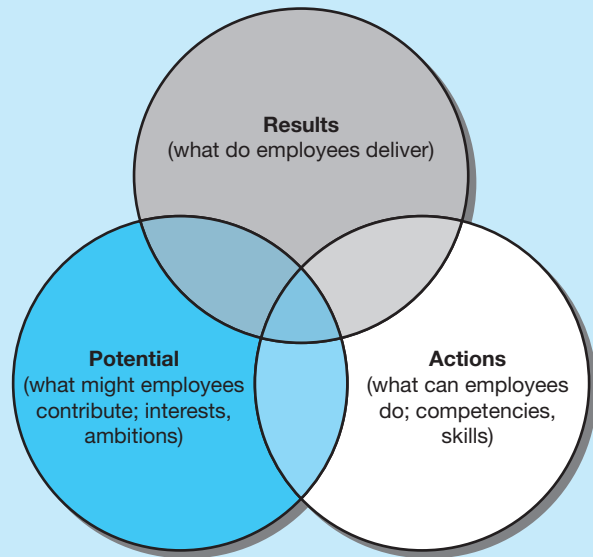 Results
(what do employees deliver)
Potential
(what might employees
contribute; interests,
ambitions)
Actions
(what can employees
do; competencies,
skills)